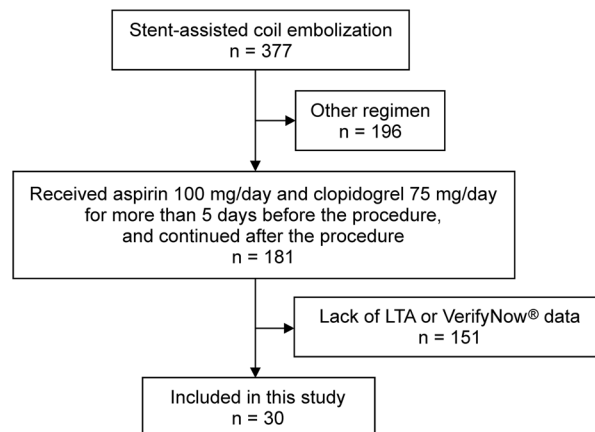 Stent-assisted coil embolization
n = 377
Other regimen
n = 196
Received aspirin 100 mg/day and clopidogrel 75 mg/day
for more than 5 days before the procedure,
and continued after the procedure
n = 181
Lack of LTA or VerifyNow® data
n = 151
Included in this study
n = 30